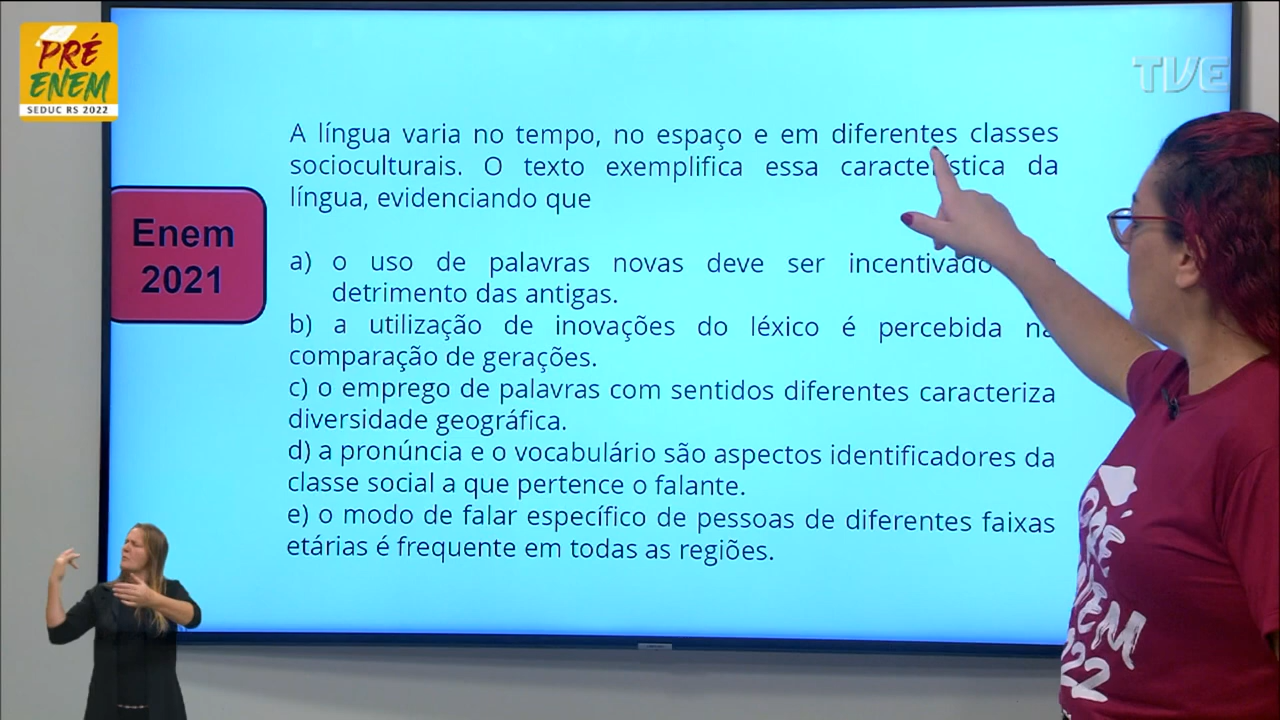 PRÉ
ENEM
SEDUC RS 2022
TVE
A língua varia no tempo, no espaço e em diferentes classes
socioculturais. O texto exemplifica essa característica da
língua, evidenciando que
Enem
2021
a) o uso de palavras novas deve ser incentivado
detrimento das antigas.
b) a utilização de inovações do léxico é percebida na
comparação de gerações.
c) o emprego de palavras com sentidos diferentes caracteriza
diversidade geográfica.
d) a pronúncia e o vocabulário são aspectos identificadores da
classe social a que pertence o falante.
e) o modo de falar específico de pessoas de diferentes faixas
etárias é frequente em todas as regiões.